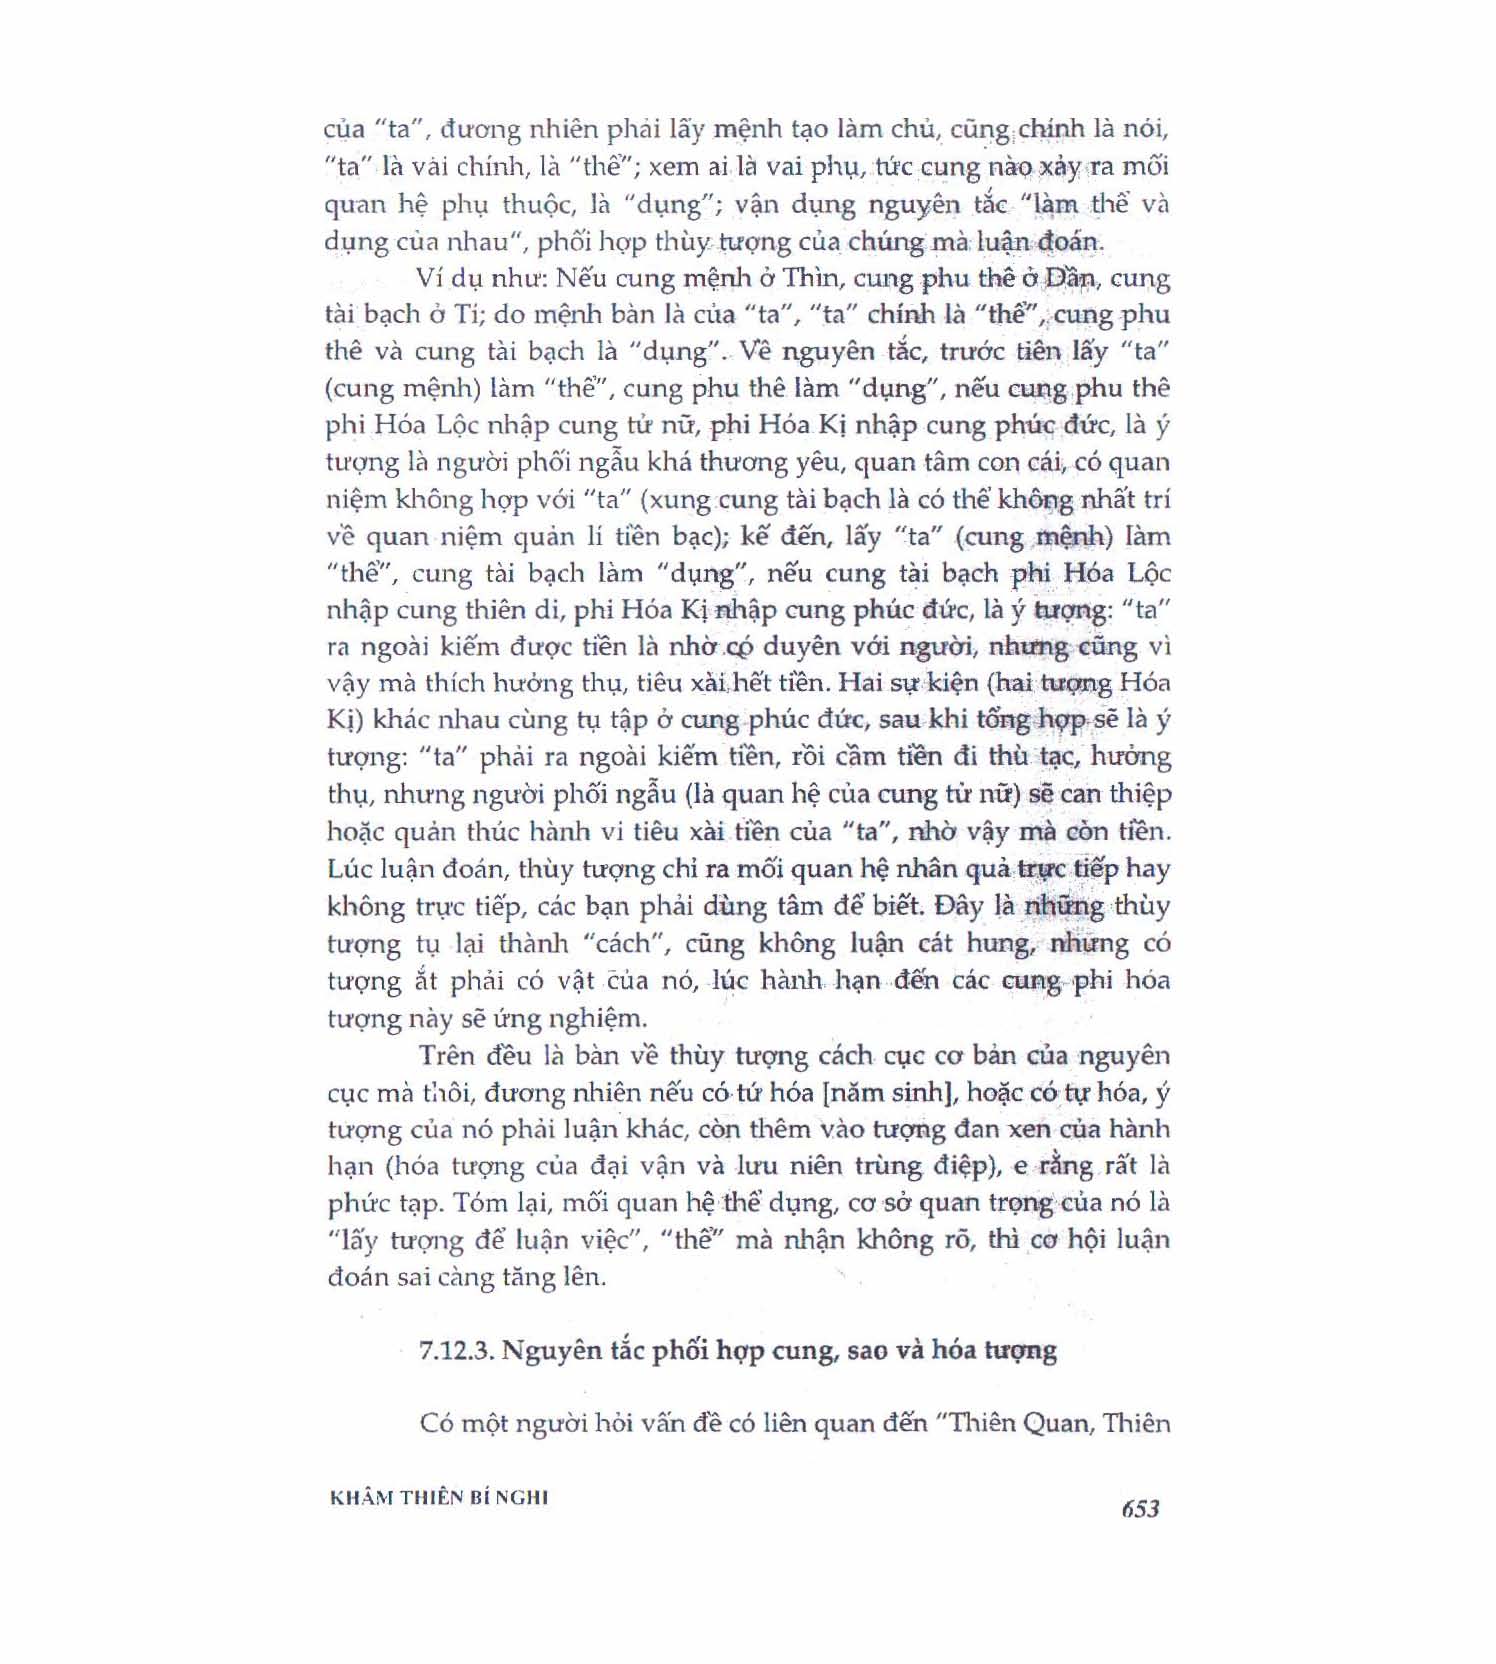 của "ta", đương nhiên phải lấy mệnh tạo làm chủ, cũng chính là nói,
"ta" là vai chính, là "thể"; xem ai là vai phụ, tức cung nào xảy ra mối
quan hệ phụ thuộc, là "dụng"; vận dụng nguyên tắc "làm thể và
dụng của nhau", phối hợp thùy tượng của chúng mà luận đoán.
Ví dụ như: Nếu cung mệnh ở Thìn, cung phu thê ở Dần, cung
tài bạch ở Tí; do mệnh bàn là của "ta", "ta" chính là "thể", cung phu
thê và cung tài bạch là "dụng". Về nguyên tắc, trước tiên lấy "ta"
(cung mệnh) làm "thể", cung phu thê làm "dụng", nếu cung phu thê
phi Hóa Lộc nhập cung tử nữ, phi Hóa Kị nhập cung phúc đức, là ý
tượng là người phối ngẫu khá thương yêu, quan tâm con cái, có quan
niệm không hợp với "ta" (xung cung tài bạch là có thể không nhất trí
về quan niệm quản lí tiền bạc); kế đến, lấy "ta" (cung mệnh) làm
"thể", cung tài bạch làm "dụng", nếu cung tài bạch phi Hóa Lộc
nhập cung thiên di, phi Hóa Kị nhập cung phúc đức, là ý tượng: "ta"
ra ngoài kiếm được tiền là nhờ có duyên với người, nhưng cũng vì
vậy mà thích hưởng thụ, tiêu xài hết tiền. Hai sự kiện (hai tượng Hóa
Kị) khác nhau cùng tụ tập ở cung phúc đức, sau khi tổng hợp sẽ là ý
tượng: "ta" phải ra ngoài kiếm tiền, rồi cầm tiền đi thù tạc, hưởng
thụ, nhưng người phối ngẫu (là quan hệ của cung tử nữ) sẽ can thiệp
hoặc quản thúc hành vi tiêu xài tiền của "ta", nhờ vậy mà còn tiền.
Lúc luận đoán, thùy tượng chỉ ra mối quan hệ nhân quả trực tiếp hay
không trực tiếp, các bạn phải dùng tâm để biết. Đây là những thùy
tượng tụ lại thành "cách", cũng không luận cát hung, nhưng có
tượng ắt phải có vật của nó, lúc hành hạn đến các cung phi hóa
tượng này sẽ ứng nghiệm.
Trên đều là bàn về thùy tượng cách cục cơ bản của nguyên
cục mà thôi, đương nhiên nếu có tứ hóa [năm sinh], hoặc có tự hóa, ý
tượng của nó phải luận khác, còn thêm vào tượng đan xen của hành
hạn (hóa tượng của đại vận và lưu niên trùng điệp), e rằng rất là
phức tạp. Tóm lại, mối quan hệ thể dụng, cơ sở quan trọng của nó là
"lấy tượng để luận việc", "thể" mà nhận không rõ, thì cơ hội luận
đoán sai càng tăng lên.
7.12.3. Nguyên tắc phối hợp cung, sao và hóa tượng
Có một người hỏi vấn đề có liên quan đến "Thiên Quan, Thiên
KHÂM THIÊN BÍ NGHI
653